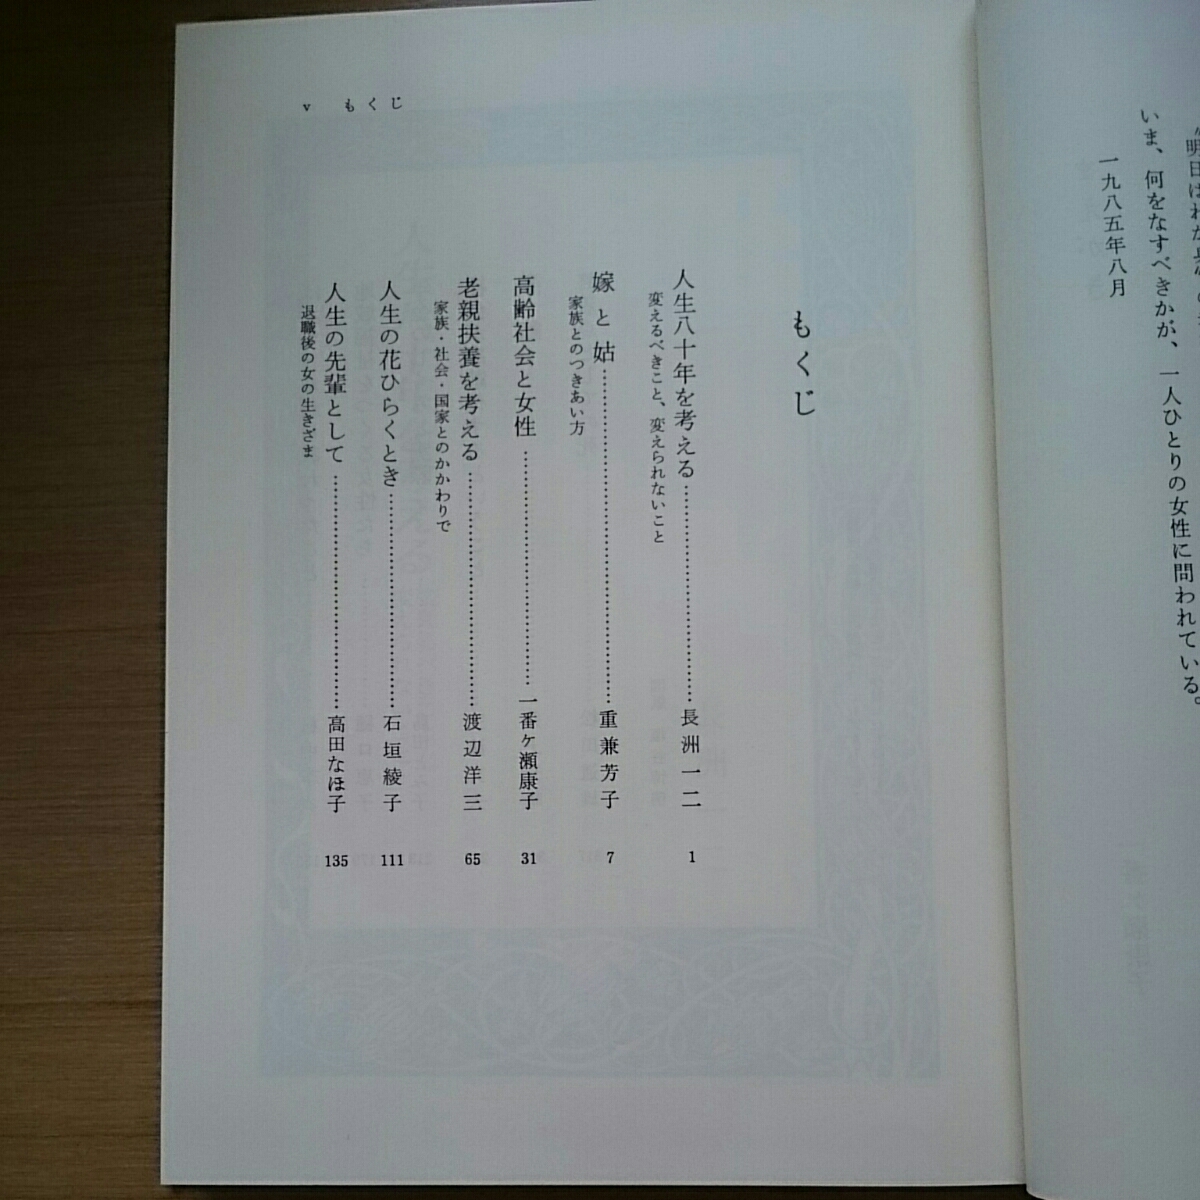 いま、何をなすべきかが、一人ひとりの女性に問われている。
一九八五年八月
v もくじ
もくじ
人生八十年を考える……………………長洲一二 1
変えるべきこと、変えられないこと
嫁と姑……………………重兼芳子 7
家族とのつきあい方
高齢社会と女性……………………一番ケ瀬康子 31
老親扶養を考える……………………渡辺洋三 65
家族・社会・国家とのかかわりで
人生の花ひらくとき……………………石垣綾子 111
人生の先輩として……………………高田なほ子 135
退職後の女の生きざま